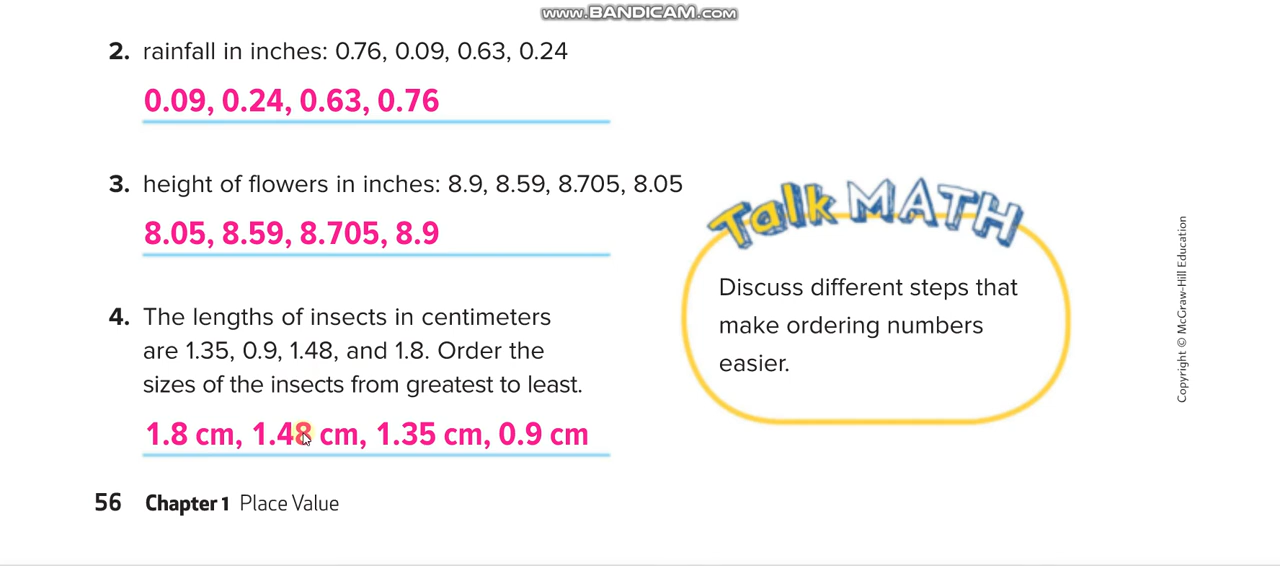 www.BANDICAM.com
2. rainfall in inches: 0.76, 0.09, 0.63, 0.24
0.09, 0.24, 0.63, 0.76
3. height of flowers in inches: 8.9, 8.59, 8.705, 8.05
8.05, 8.59, 8.705, 8.9
4. The lengths of insects in centimeters
are 1.35, 0.9, 1.48, and 1.8. Order the
sizes of the insects from greatest to least.
1.8 cm, 1.48 cm, 1.35 cm, 0.9 cm
Talk MATH
Discuss different steps that
make ordering numbers
easier.
Copyright © McGraw-Hill Education
56 Chapter 1 Place Value